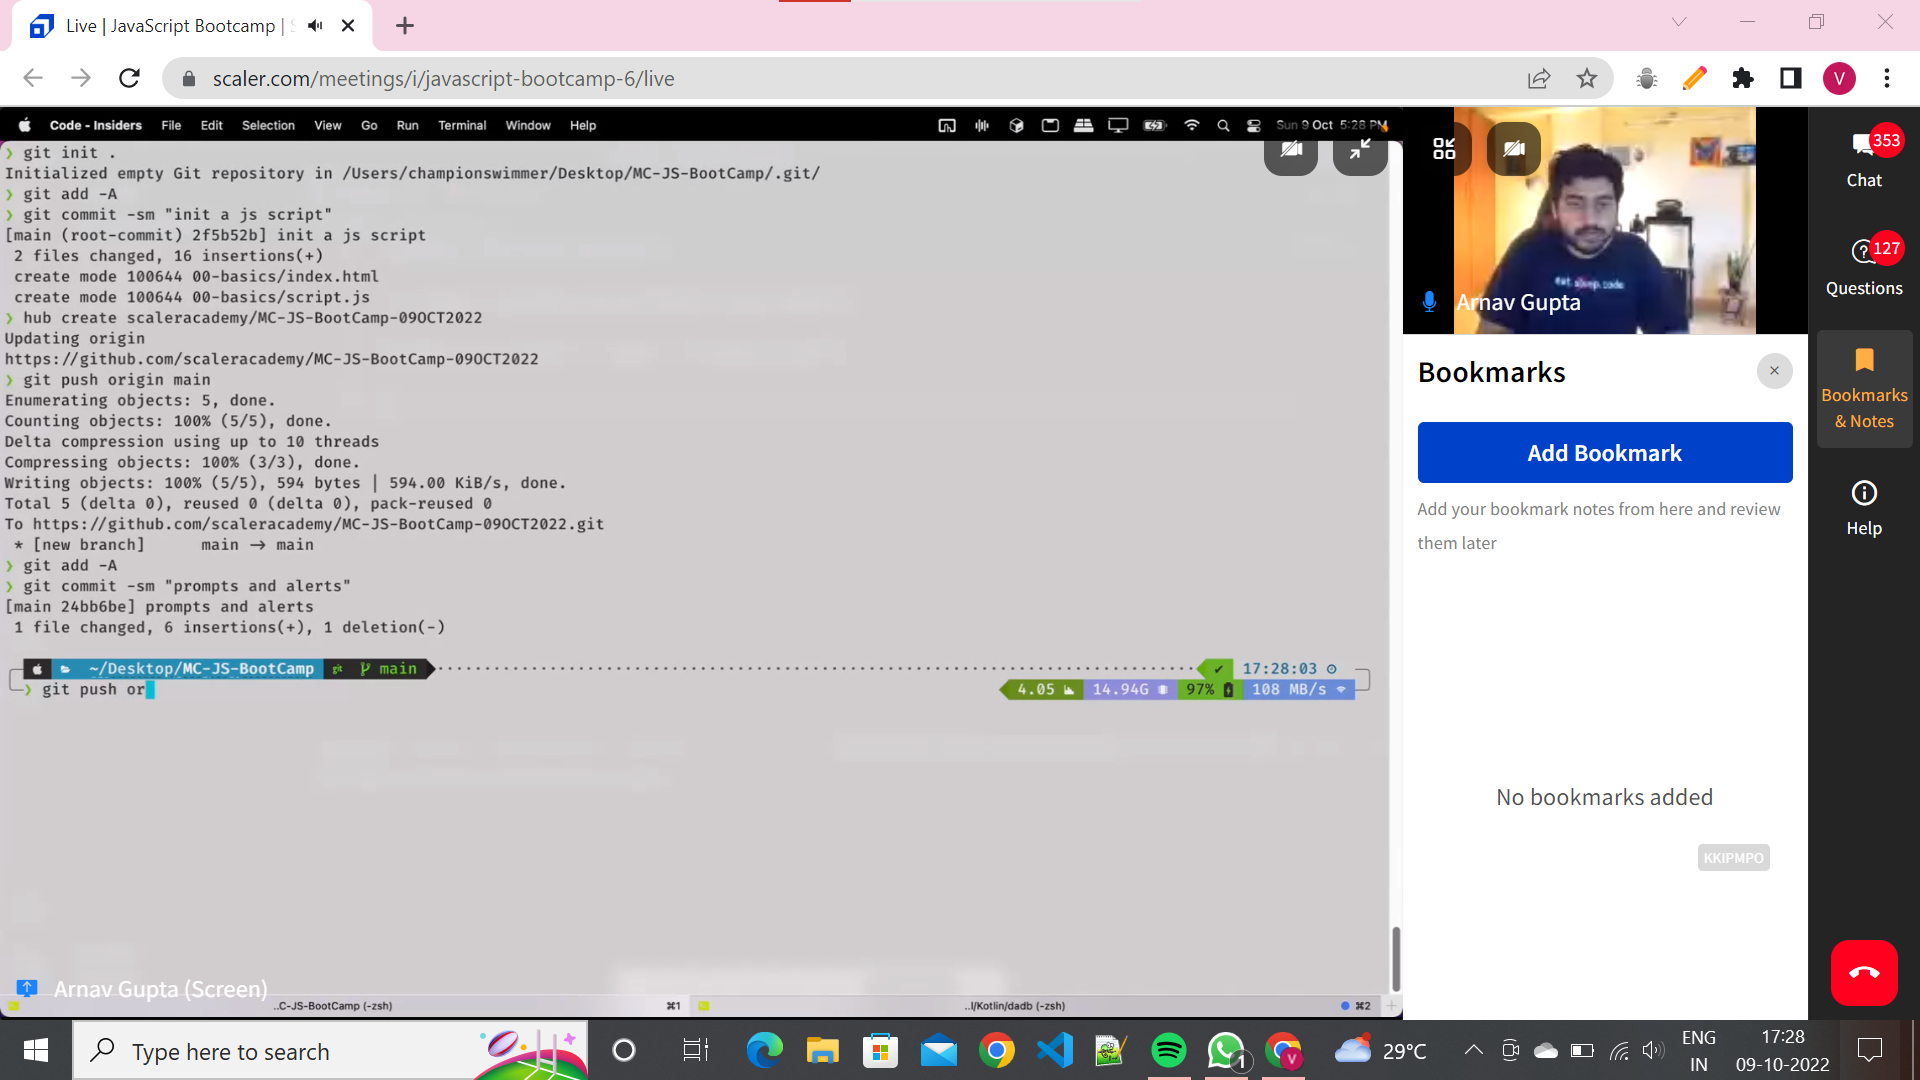 Live | JavaScript Bootcamp |
scaler.com/meetings/i/javascript-bootcamp-6/live
V
Code - Insiders File Edit Selection View Go Run Terminal Window Help
Sun 9 Oct 5:28 PM
❯ git init .
Initialized empty Git repository in /Users/championswimmer/Desktop/MC-JS-BootCamp/.git/
❯ git add -A
❯ git commit -sm "init a js script"
[main (root-commit) 2f5b52b] init a js script
2 files changed, 16 insertions(+)
create mode 100644 00-basics/index.html
create mode 100644 00-basics/script.js
❯ hub create scaleracademy/MC-JS-BootCamp-09OCT2022
Updating origin
https://github.com/scaleracademy/MC-JS-BootCamp-09OCT2022
❯ git push origin main
Enumerating objects: 5, done.
Counting objects: 100% (5/5), done.
Delta compression using up to 10 threads
Compressing objects: 100% (3/3), done.
Writing objects: 100% (5/5), 594 bytes | 594.00 KiB/s, done.
Total 5 (delta 0), reused 0 (delta 0), pack-reused 0
To https://github.com/scaleracademy/MC-JS-BootCamp-09OCT2022.git
* [new branch] main → main
❯ git add -A
❯ git commit -sm "prompts and alerts"
[main 24bb6be] prompts and alerts
1 file changed, 6 insertions(+), 1 deletion(-)
~/Desktop/MC-JS-BootCamp git main ✔ 17:28:03
❯ git push or
4.05 14.94G 97% 108 MB/s
Arnav Gupta (Screen)
..C-JS-BootCamp (-zsh) ⌘1 ..l/Kotlin/dadb (-zsh) ⌘2
eat.sleep.code
Arnav Gupta
Bookmarks
Add Bookmark
Add your bookmark notes from here and review
them later
No bookmarks added
KKIPMPO
353
Chat
127
Questions
Bookmarks
& Notes
Help
Type here to search
1
V
29°C
ENG
IN
17:28
09-10-2022